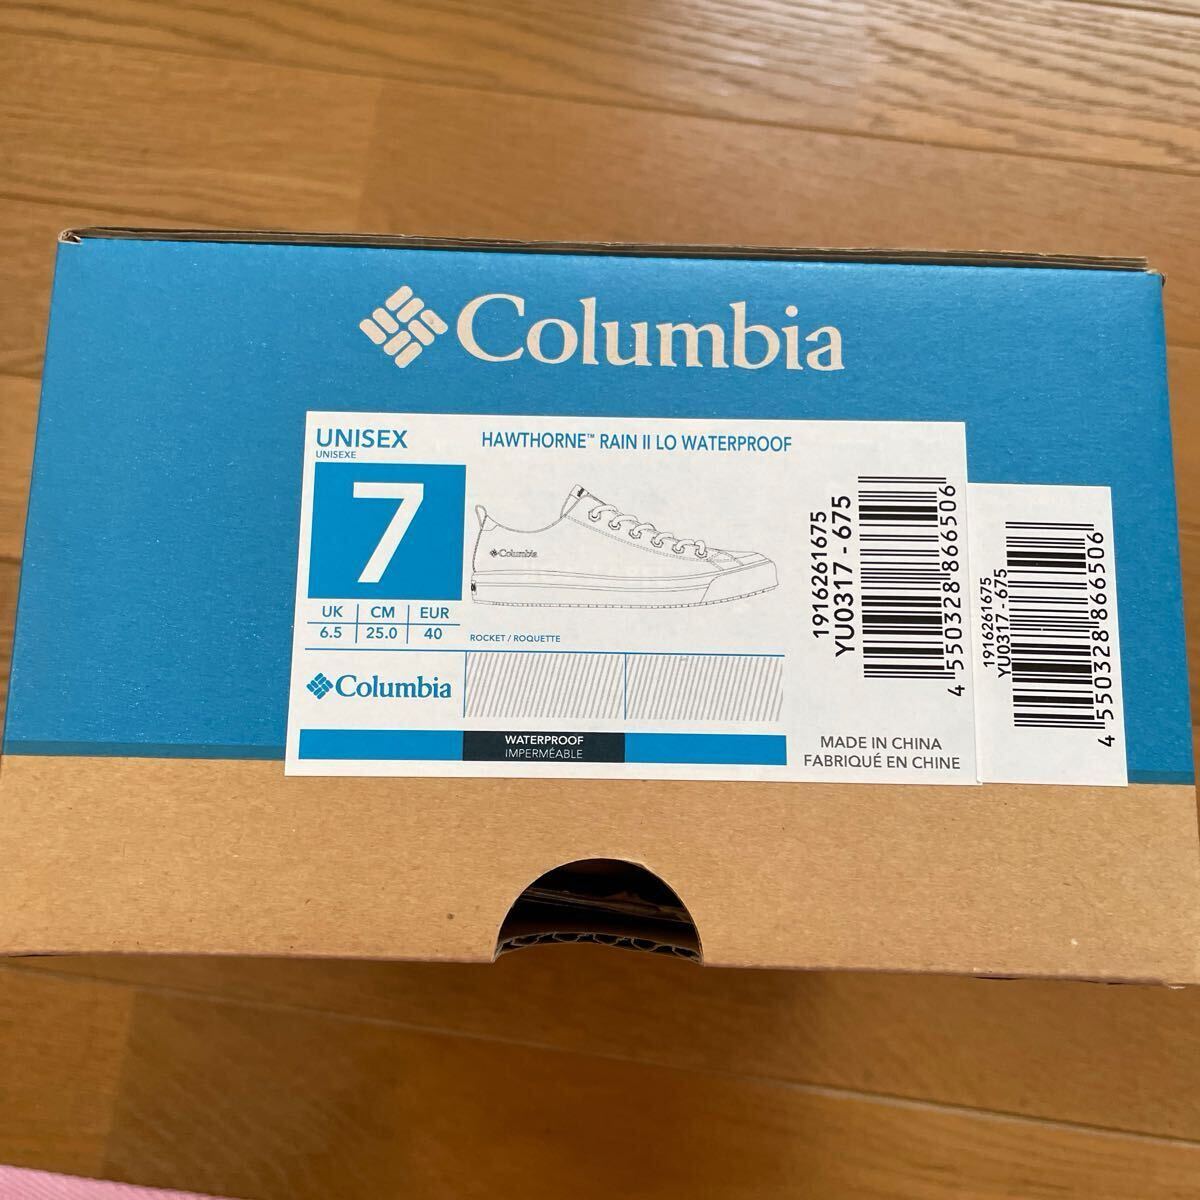 Columbia
UNISEX
UNISEXE
HAWTHORNE™ RAIN II LO WATERPROOF
7
UK CM EUR
6.5 25.0 40
Columbia
ROCKET / ROQUETTE
Columbia
WATERPROOF
IMPERMÉABLE
1916261675
YU0317 - 675
4 550328 866506
MADE IN CHINA
FABRIQUÉ EN CHINE
1916261675
YU0317 - 675
4 550328 866506